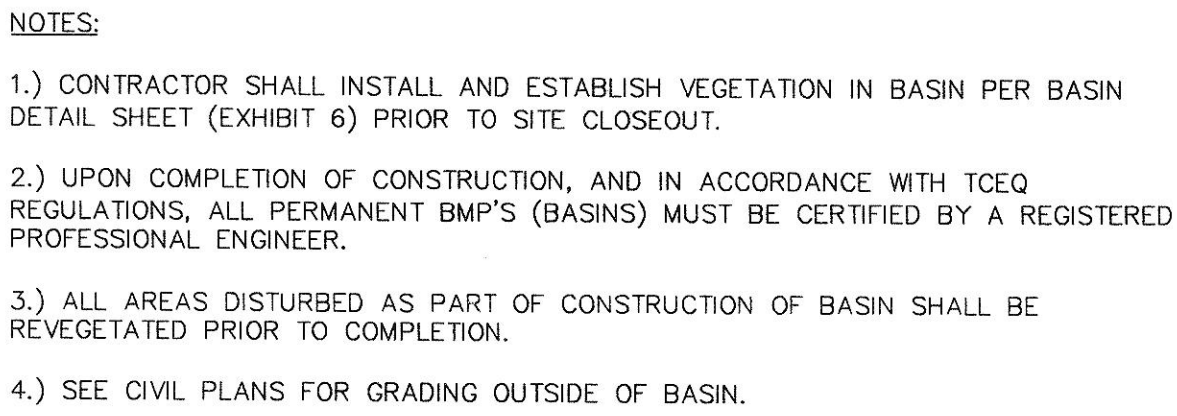 NOTES:
1.) CONTRACTOR SHALL INSTALL AND ESTABLISH VEGETATION IN BASIN PER BASIN
DETAIL SHEET (EXHIBIT 6) PRIOR TO SITE CLOSEOUT.
2.) UPON COMPLETION OF CONSTRUCTION, AND IN ACCORDANCE WITH TCEQ
REGULATIONS, ALL PERMANENT BMP'S (BASINS) MUST BE CERTIFIED BY A REGISTERED
PROFESSIONAL ENGINEER.
3.) ALL AREAS DISTURBED AS PART OF CONSTRUCTION OF BASIN SHALL BE
REVEGETATED PRIOR TO COMPLETION.
4.) SEE CIVIL PLANS FOR GRADING OUTSIDE OF BASIN.